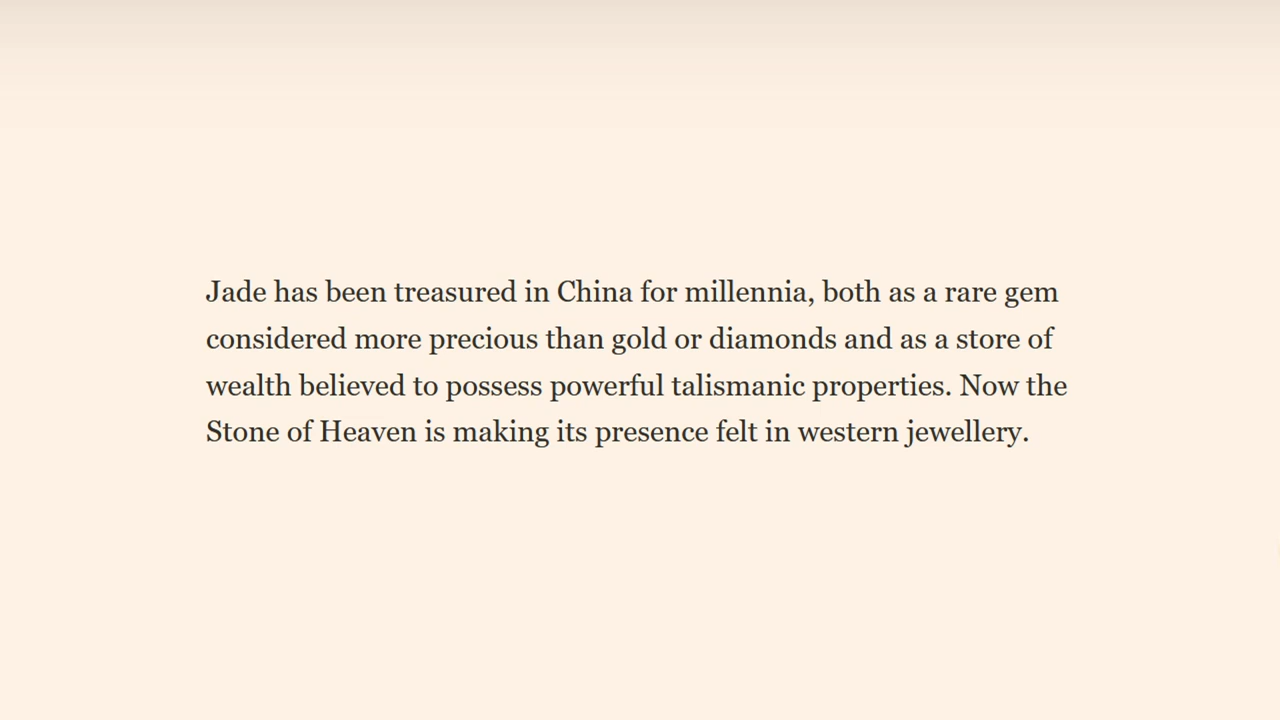 Jade has been treasured in China for millennia, both as a rare gem
considered more precious than gold or diamonds and as a store of
wealth believed to possess powerful talismanic properties. Now the
Stone of Heaven is making its presence felt in western jewellery.